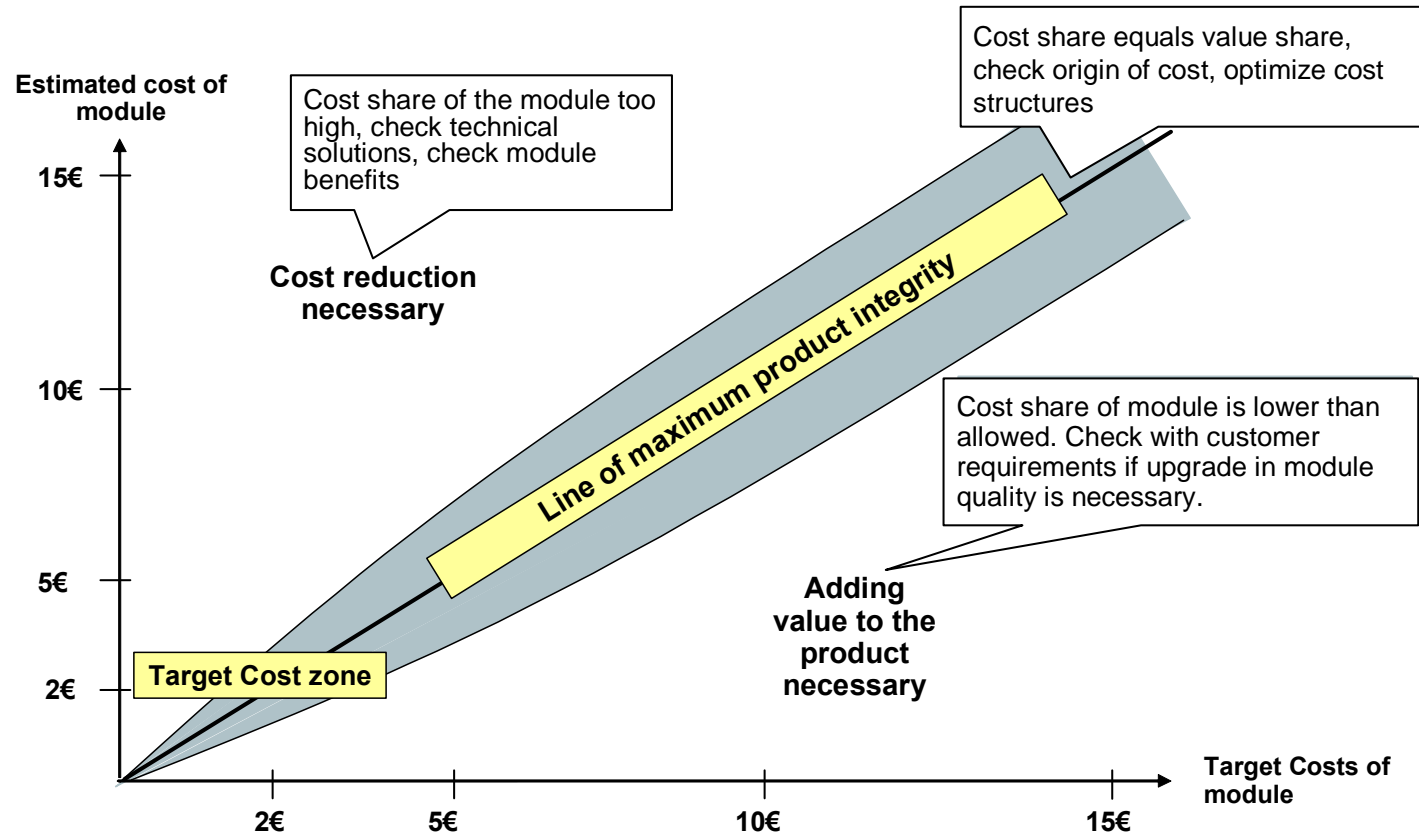 Estimated cost of
module
Cost share of the module too
high, check technical
solutions, check module
benefits
Cost share equals value share,
check origin of cost, optimize cost
structures
Cost reduction
necessary
15€
10€
5€
2€
Line of maximum product integrity
Cost share of module is lower than
allowed. Check with customer
requirements if upgrade in module
quality is necessary.
Adding
value to the
product
necessary
Target Cost zone
Target Costs of
module
2€
5€
10€
15€